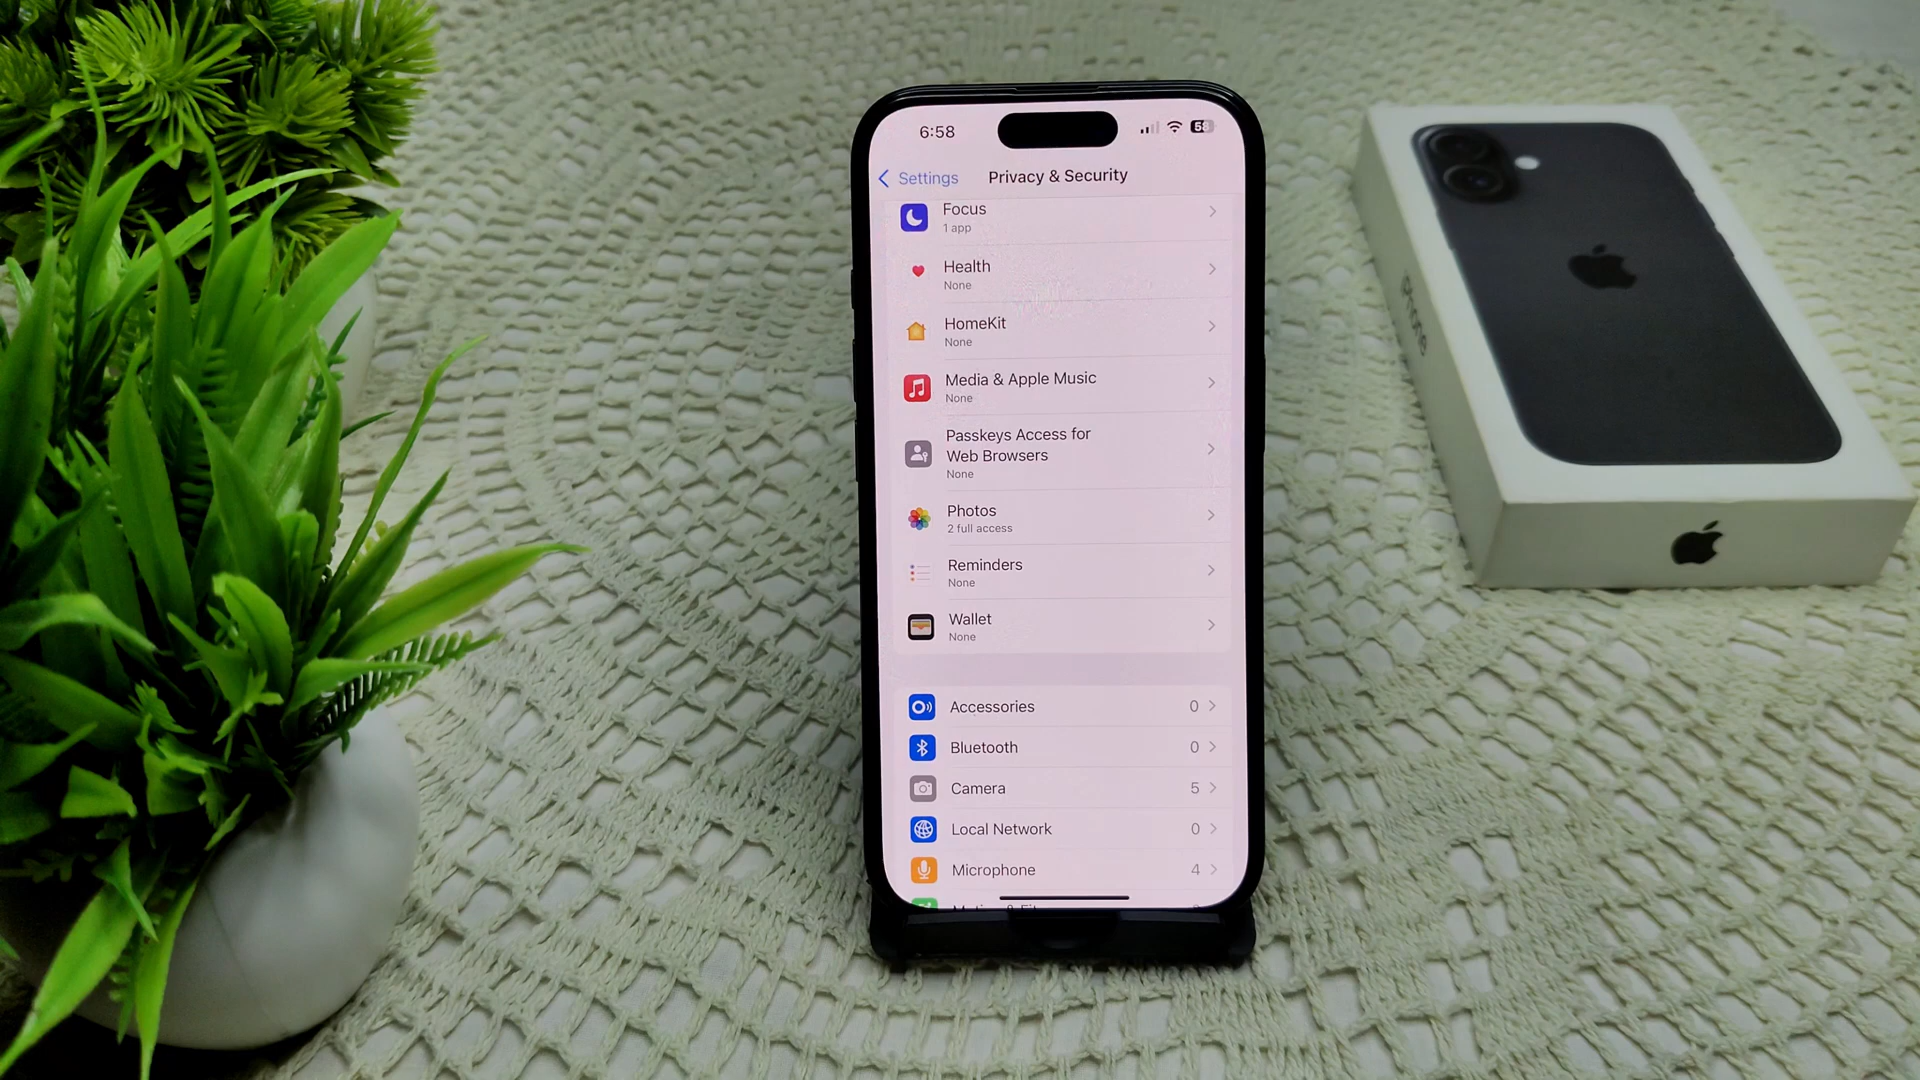 6:58
58
Settings
Privacy & Security
Focus
1 app
Health
None
HomeKit
None
Media & Apple Music
None
Passkeys Access for
Web Browsers
None
Photos
2 full access
Reminders
None
Wallet
None
Accessories 0
Bluetooth 0
Camera 5
Local Network 0
Microphone 4
iPhone